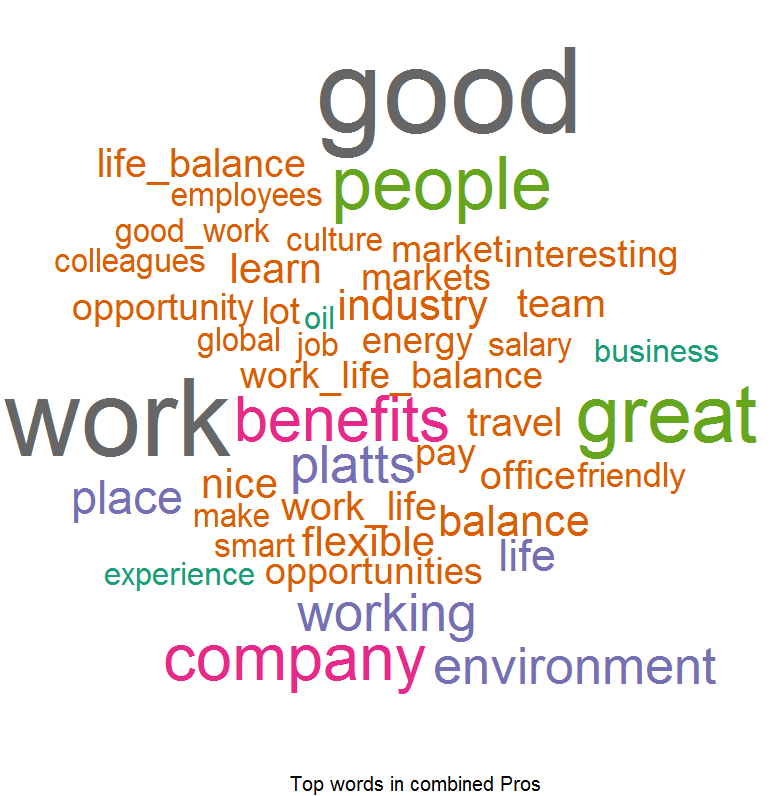 good
life_balance
people
employees
good_work
culture
market
interesting
colleagues
learn
markets
opportunity
lot
oil
industry
team
global
job
energy
salary
business
work_life_balance
work
benefits
travel
great
platts
pay
place
nice
office
friendly
make
work_life
balance
smart
flexible
life
experience
opportunities
working
company
environment
Top words in combined Pros